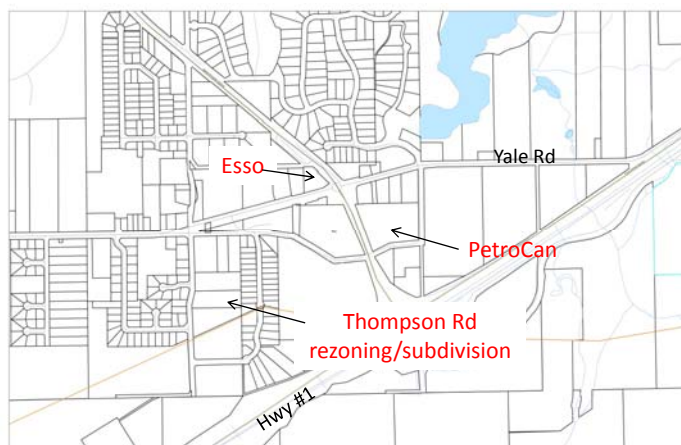 Yale Rd
Esso
PetroCan
Thompson Rd
rezoning/subdivision
Hwy #1